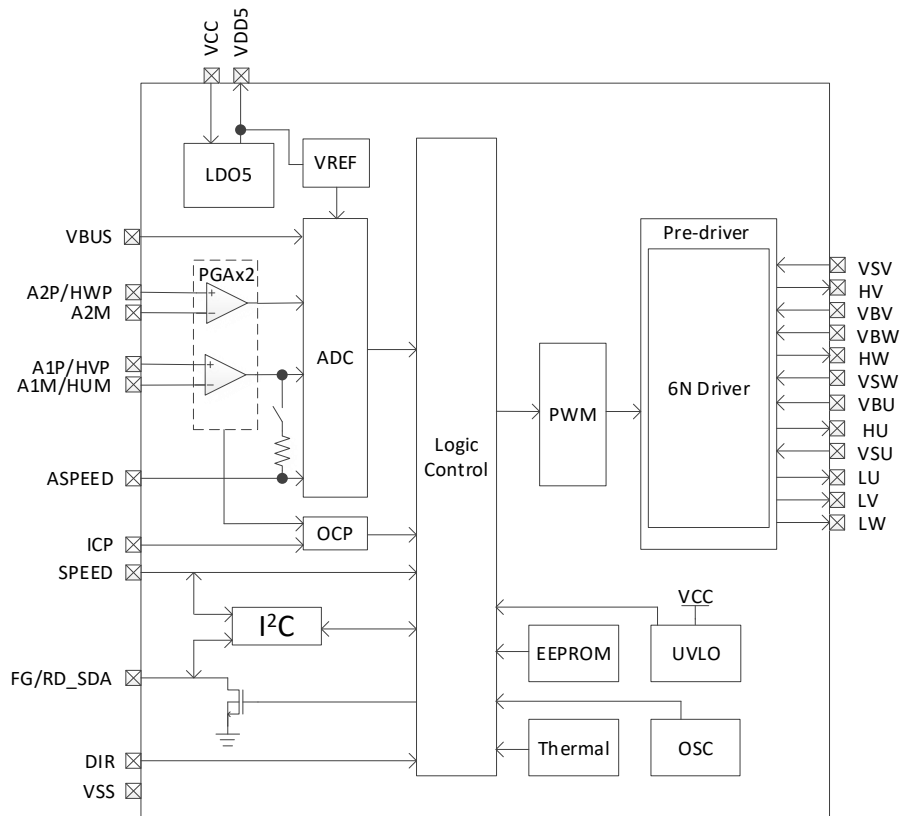 VCC
VDD5
LDO5
VREF
VBUS
PGAx2
A2P/HWP
A2M
A1P/HVP
A1M/HUM
ADC
ASPEED
OCP
ICP
SPEED
I²C
FG/RD_SDA
DIR
VSS
Logic
Control
PWM
Pre-driver
6N Driver
VSV
HV
VBV
VBW
HW
VSW
VBU
HU
VSU
LU
LV
LW
VCC
EEPROM
UVLO
Thermal
OSC